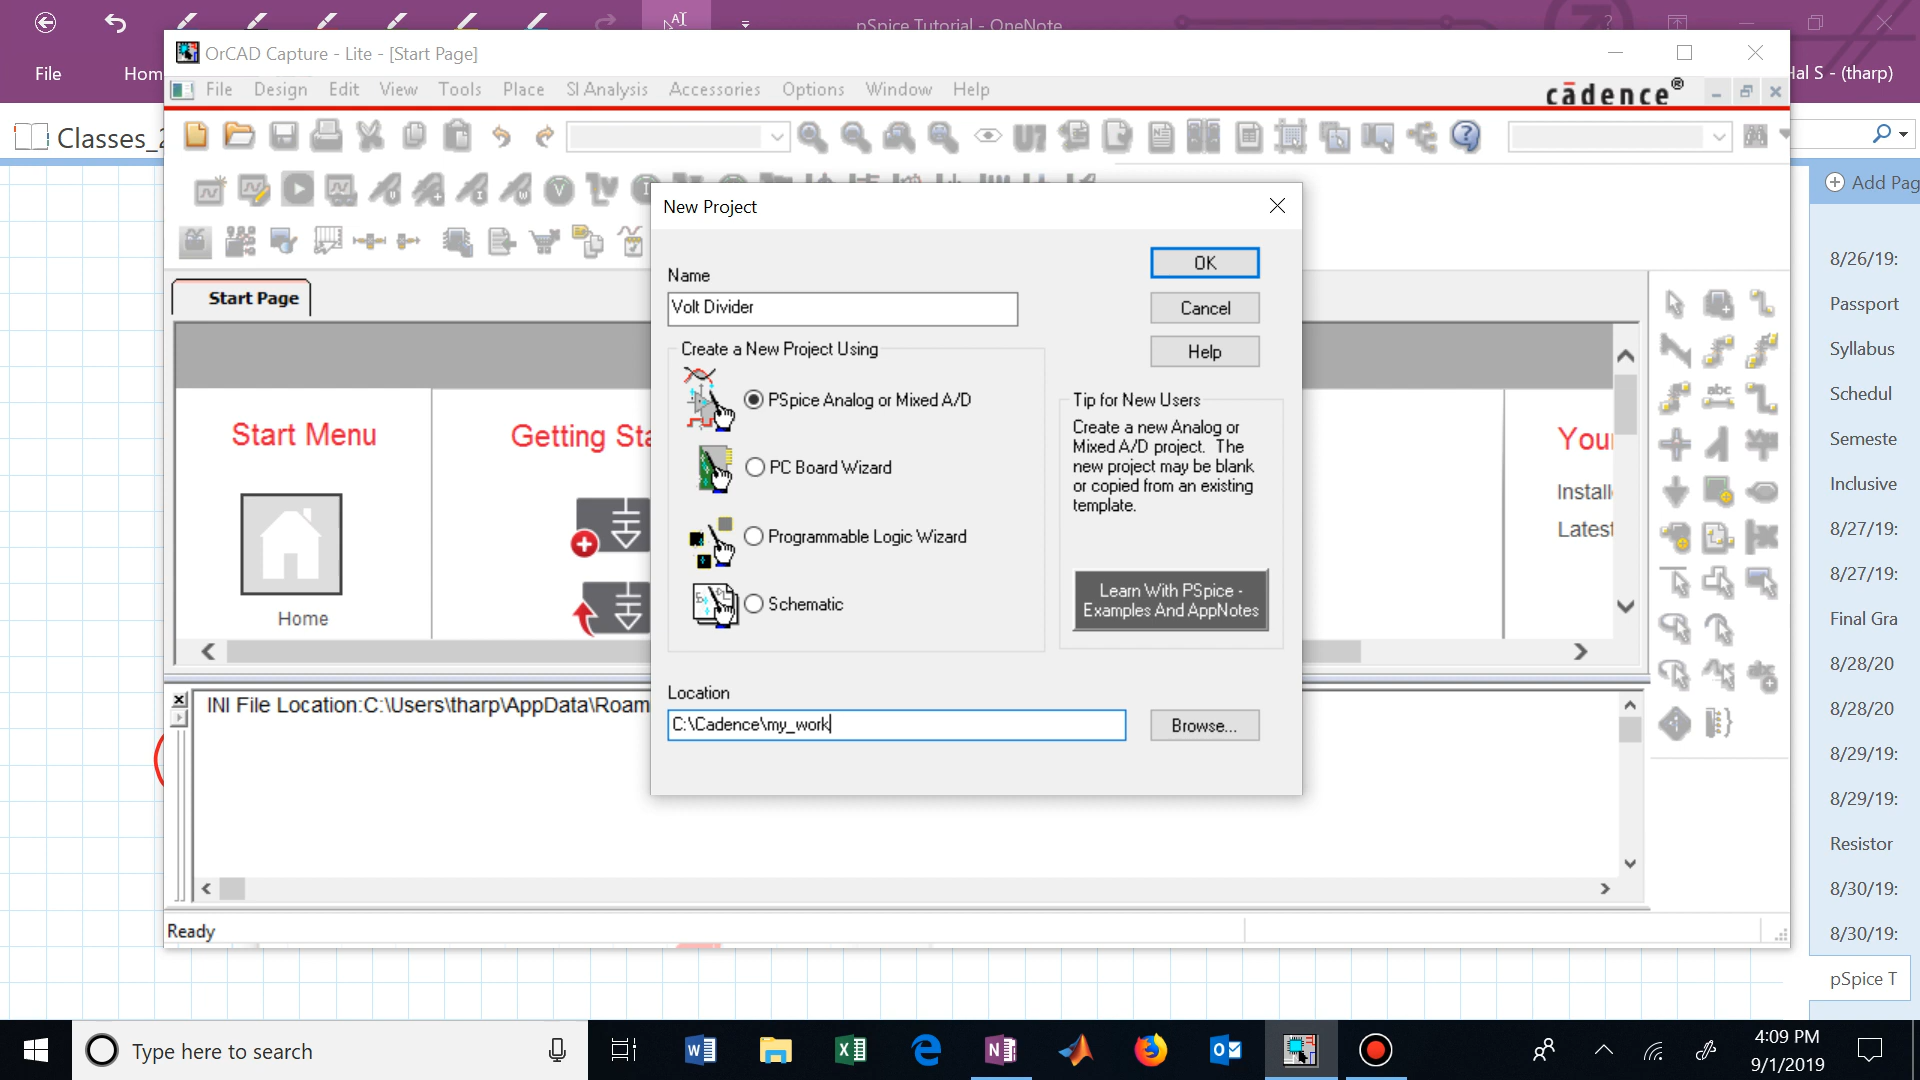 pSpice Tutorial - OneNote
File
Hom
Hal S - (tharp)
OrCAD Capture - Lite - [Start Page]
File Design Edit View Tools Place SI Analysis Accessories Options Window Help
cādence®
Classes_2
Add Pag
New Project
Name
OK
Volt Divider
Cancel
Create a New Project Using
Help
PSpice Analog or Mixed A/D
PC Board Wizard
Programmable Logic Wizard
Schematic
Tip for New Users
Create a new Analog or
Mixed A/D project. The
new project may be blank
or copied from an existing
template.
Learn With PSpice -
Examples And AppNotes
Location
C:\Cadence\my_work
Browse...
Start Page
Start Menu
Getting Sta
Home
You
Install
Latest
abc
abc
INI File Location:C:\Users\tharp\AppData\Roam
Ready
8/26/19:
Passport
Syllabus
Schedul
Semeste
Inclusive
8/27/19:
8/27/19:
Final Gra
8/28/20
8/28/20
8/29/19:
8/29/19:
Resistor
8/30/19:
8/30/19:
pSpice T
Type here to search
4:09 PM
9/1/2019